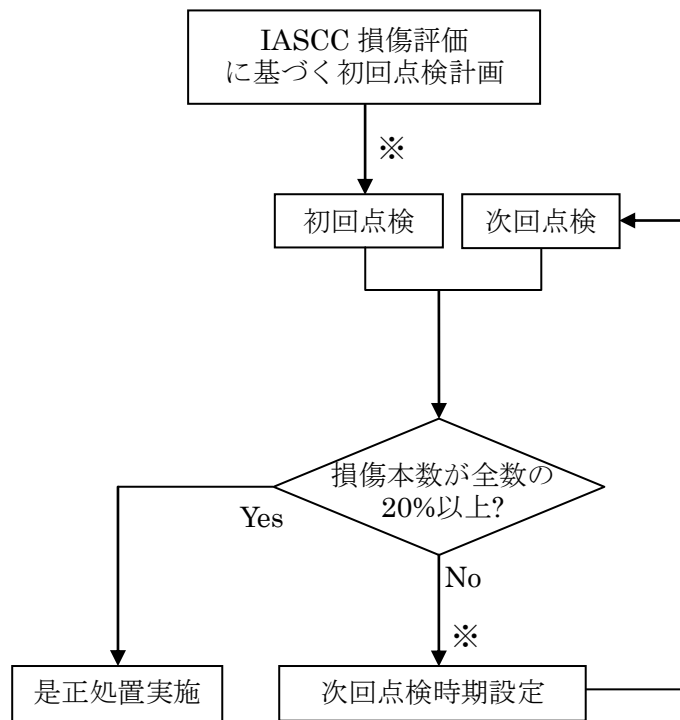 IASCC 損傷評価
に基づく初回点検計画
※
初回点検
次回点検
損傷本数が全数の
20%以上?
Yes
No
※
是正処置実施
次回点検時期設定